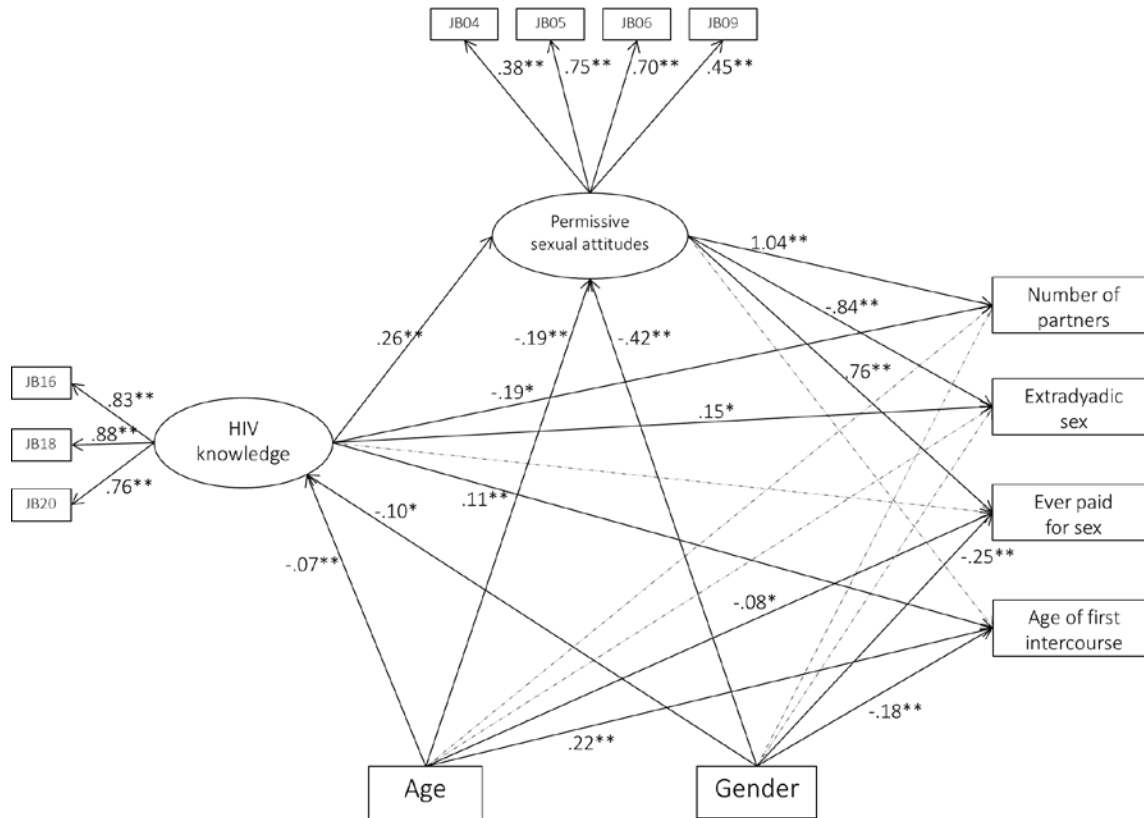 JB04 JB05 JB06 JB09
.38** .75** .70** .45**
Permissive
sexual attitudes
1.04**
-.84**
.76**
Number of
partners
.26** -.19** -.42**
-.19*
.15*
JB16
JB18
JB20
.83**
.88**
.76**
HIV
knowledge
Extradyadic
sex
Ever paid
for sex
.11**
-.10*
-.07**
-.25**
-.08*
Age of first
intercourse
-.18**
.22**
Age
Gender